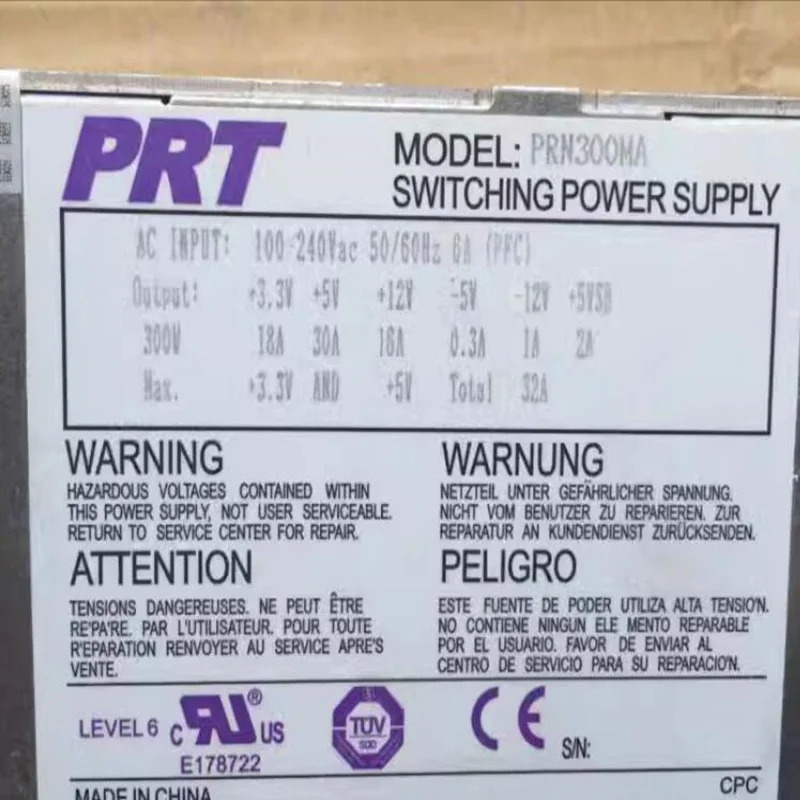 PRT
MODEL: PRN300MA
SWITCHING POWER SUPPLY
AC INPUT: 100-240Vac 50/60Hz 6A (PFC)
Output: +3.3V +5V +12V -5V -12V +5VSB
300W 18A 30A 16A 0.3A 1A 2A
Max. +3.3V AND +5V Total 32A
WARNING
HAZARDOUS VOLTAGES CONTAINED WITHIN
THIS POWER SUPPLY, NOT USER SERVICEABLE.
RETURN TO SERVICE CENTER FOR REPAIR.
WARNUNG
NETZTEIL UNTER GEFÄHRLICHER SPANNUNG.
NICHT VOM BENUTZER ZU REPARIEREN. ZUR
REPARATUR AN KUNDENDIENST ZURÜCKSENDEN.
ATTENTION
TENSIONS DANGEREUSES. NE PEUT ÊTRE
RE'PA'RE. PAR L'UTILISATEUR. POUR TOUTE
R'EPARATION RENVOYER AU SERVICE APRE'S
VENTE.
PELIGRO
ESTE FUENTE DE PODER UTILIZA ALTA TENSIO'N.
NO CONTIENE NINGUN ELE MENTO REPARABLE
POR EL USUARIO. FAVOR DE ENVIAR AL
CENTRO DE SERVICIO PARA SU REPARACIO'N.
LEVEL 6
C RU ® US
E178722
TÜV
CE
S/N:
MADE IN CHINA
CPC